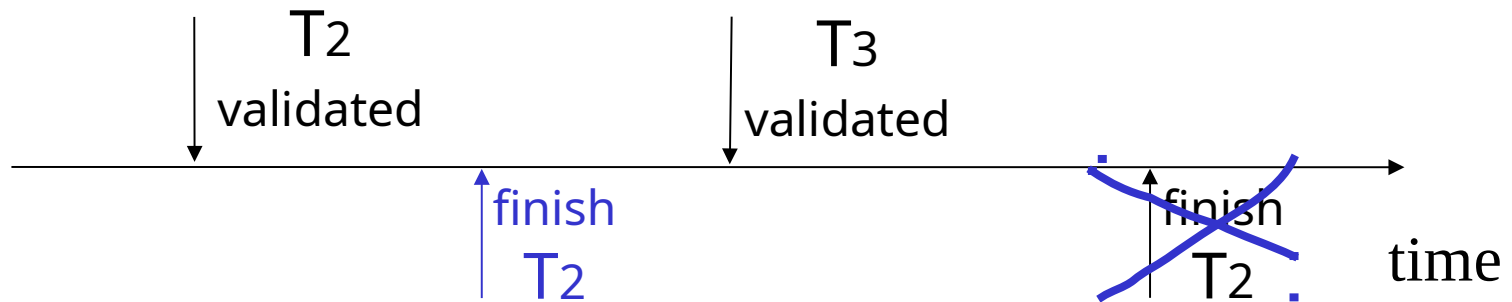 T2
validated
T3
validated
finish
T2
finish
T2
time